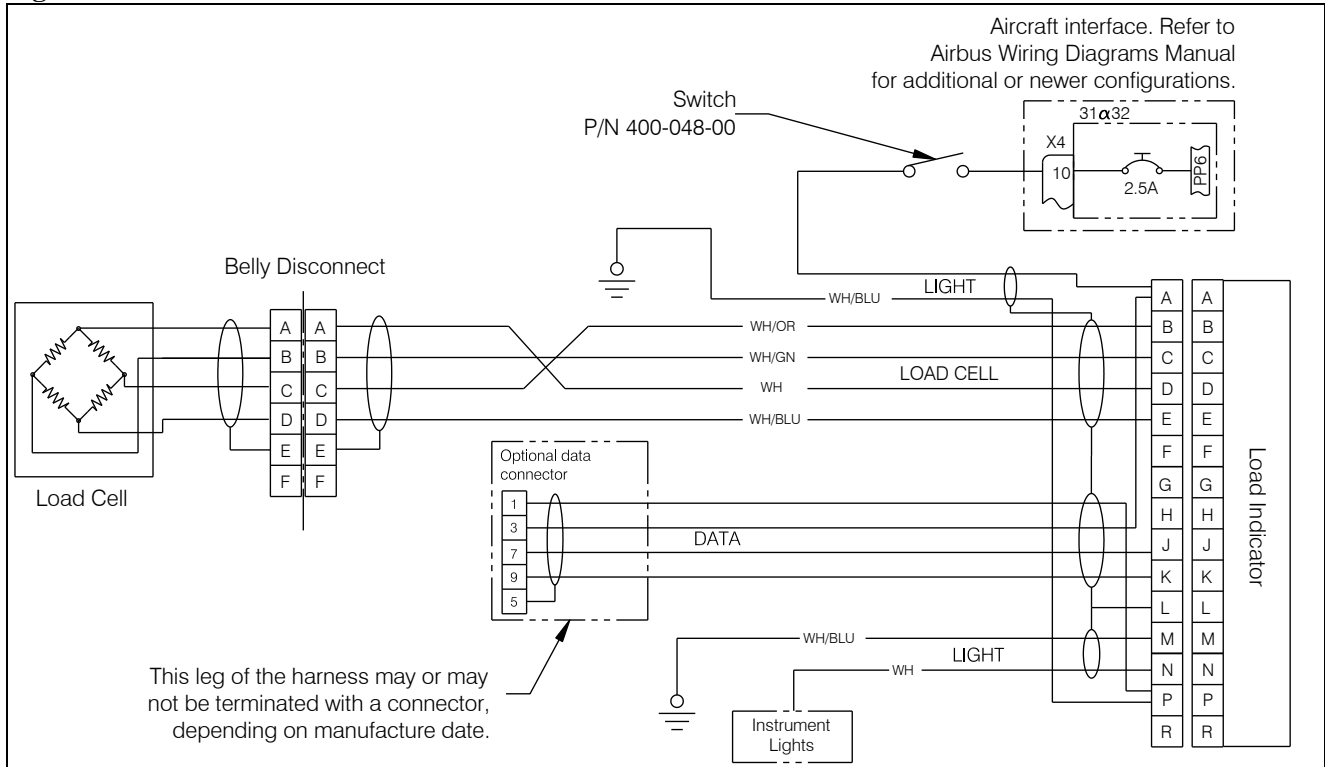 Aircraft interface. Refer to
Airbus Wiring Diagrams Manual
for additional or newer configurations.
Switch
P/N 400-048-00
31α32
X4
10
2.5A
PP6
Belly Disconnect
Load Cell
A A
B B
C C
D D
E E
F F
WH/BLU
LIGHT
WH/OR
WH/GN
LOAD CELL
WH
WH/BLU
Optional data
connector
1
3
7
9
5
DATA
WH/BLU
LIGHT
WH
Instrument
Lights
This leg of the harness may or may
not be terminated with a connector,
depending on manufacture date.
A A
B B
C C
D D
E E
F F
G G
H H
J J
K K
L L
M M
N N
P P
R R
Load Indicator